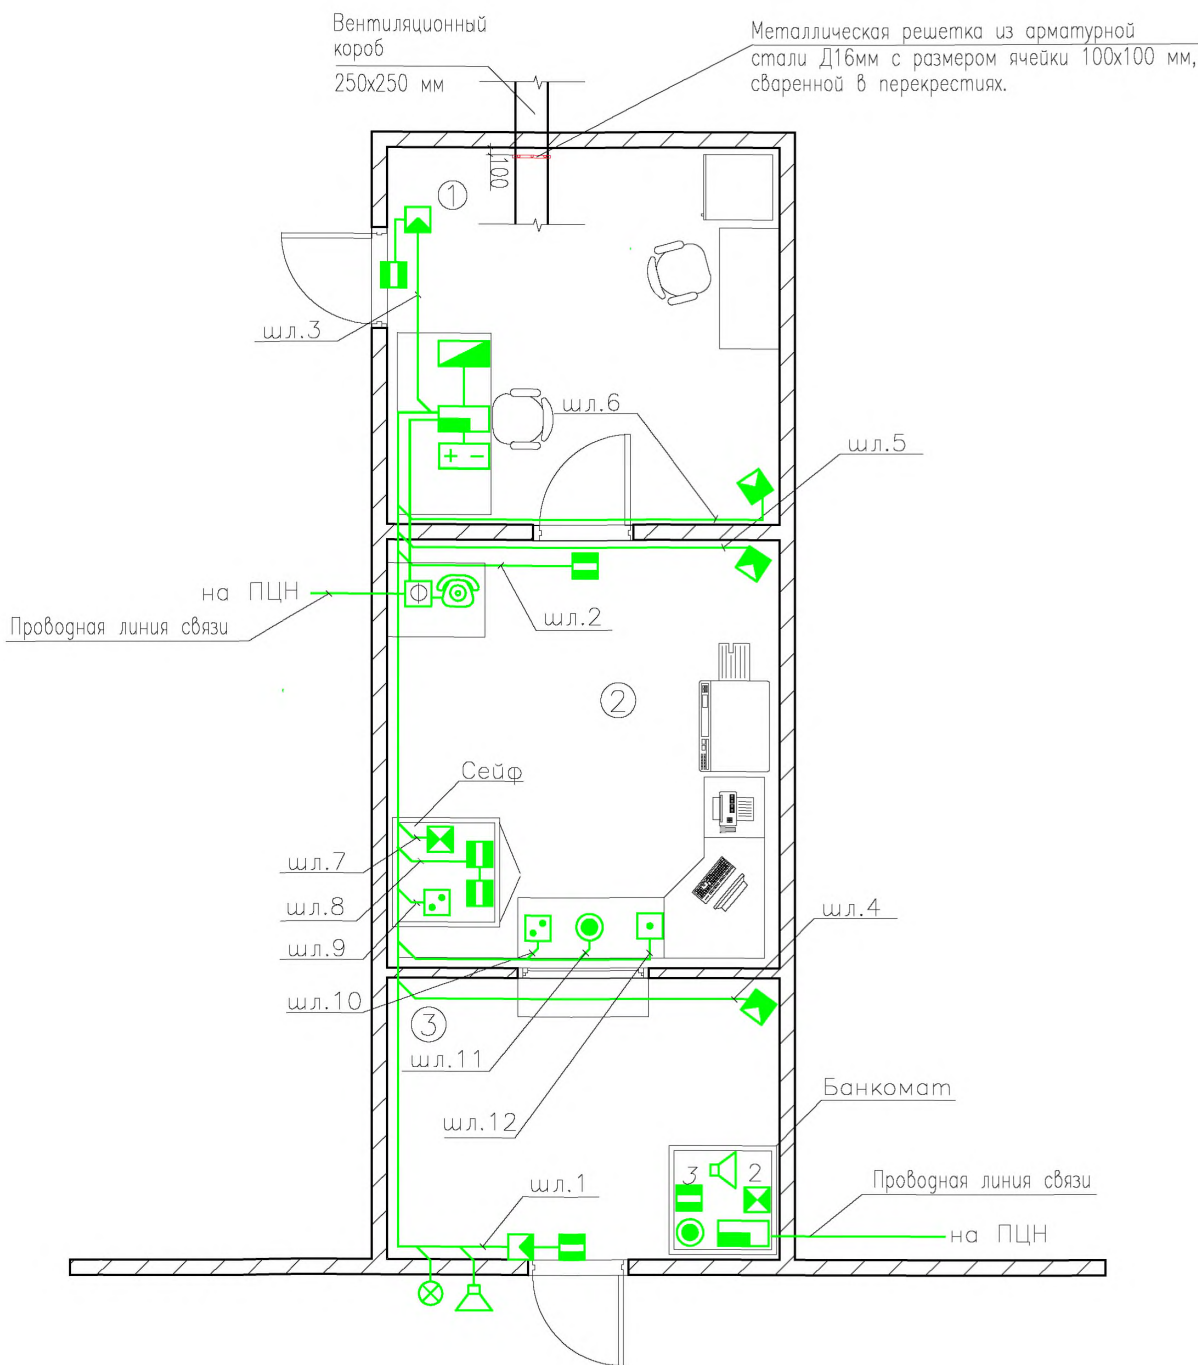 Вентиляционный
короб
250х250 мм
Металлическая решетка из арматурной
стали Д16мм с размером ячейки 100х100 мм,
сваренной в перекрестиях.
100
1
шл.3
шл.6
шл.5
+ −
на ПЦН
Проводная линия связи
шл.2
2
Сейф
шл.7
шл.8
шл.9
шл.4
шл.10
3
шл.11
шл.12
Банкомат
3
2
шл.1
Проводная линия связи
на ПЦН